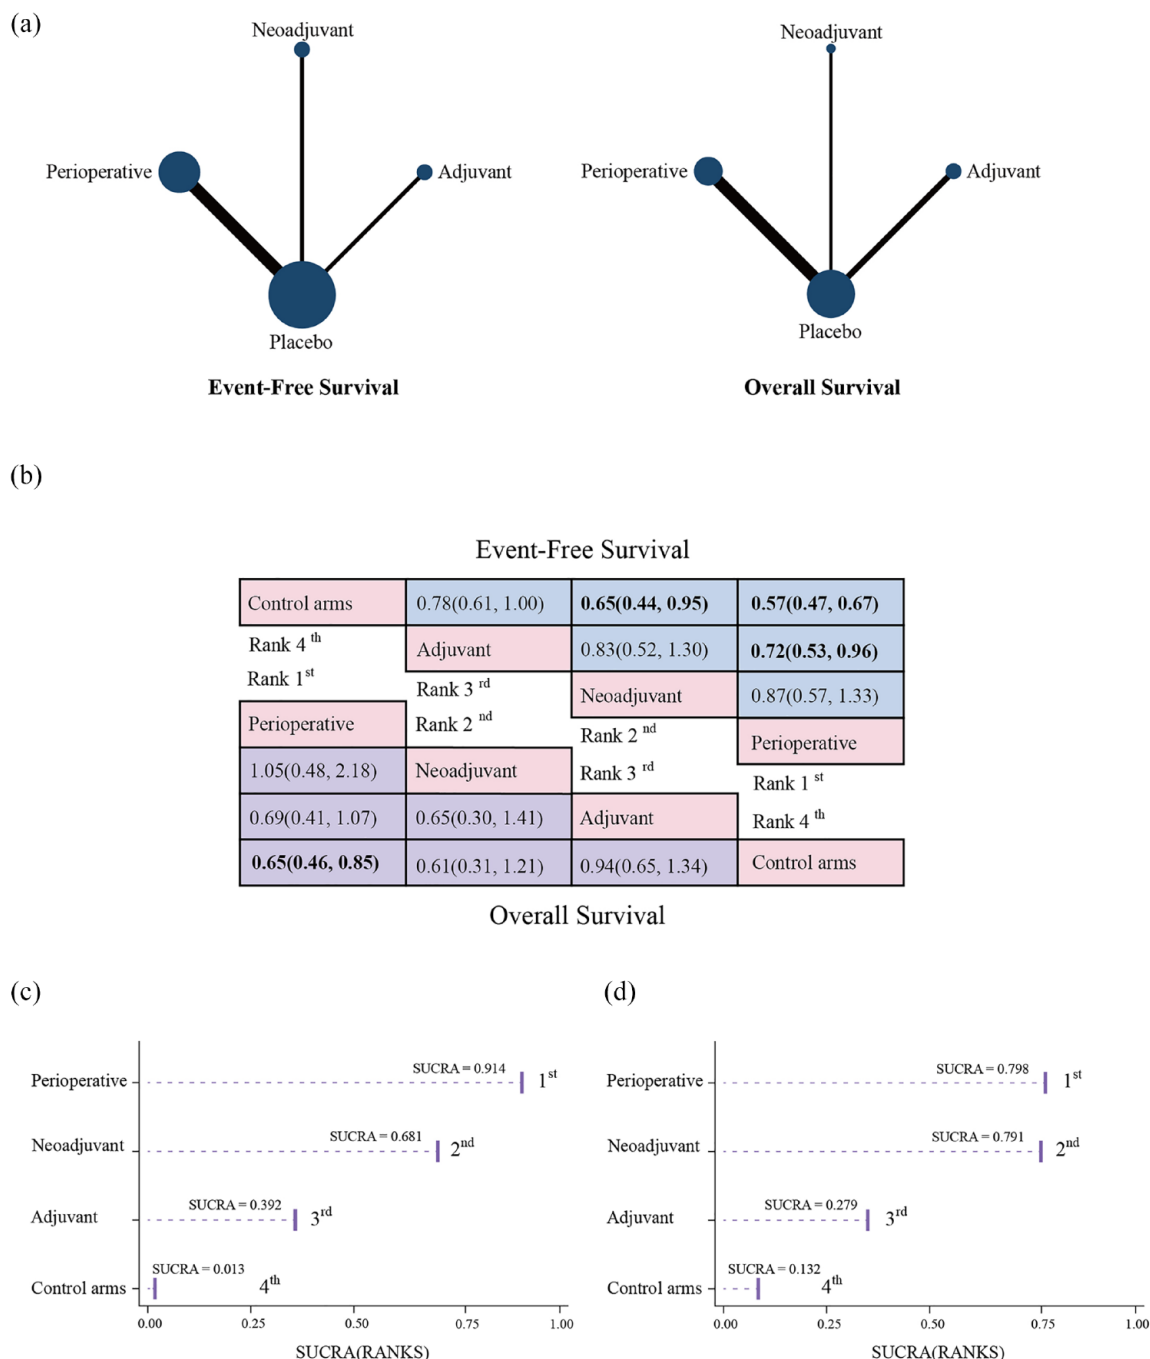 (a)
Neoadjuvant
Perioperative
Adjuvant
Placebo
Event-Free Survival
Neoadjuvant
Perioperative
Adjuvant
Placebo
Overall Survival
(b)
Event-Free Survival
Control arms 0.78(0.61, 1.00) 0.65(0.44, 0.95) 0.57(0.47, 0.67)
Rank 4 th Adjuvant 0.83(0.52, 1.30) 0.72(0.53, 0.96)
Rank 1st Rank 3 rd Neoadjuvant 0.87(0.57, 1.33)
Perioperative Rank 2 nd Rank 2 nd Perioperative
1.05(0.48, 2.18) Neoadjuvant Rank 3 rd Rank 1 st
0.69(0.41, 1.07) 0.65(0.30, 1.41) Adjuvant Rank 4 th
0.65(0.46, 0.85) 0.61(0.31, 1.21) 0.94(0.65, 1.34) Control arms
Overall Survival
(c)
Perioperative SUCRA = 0.914 1st
Neoadjuvant SUCRA = 0.681 2nd
Adjuvant SUCRA = 0.392 3rd
Control arms SUCRA = 0.013 4th
0.00 0.25 0.50 0.75 1.00
SUCRA(RANKS)
(d)
Perioperative SUCRA = 0.798 1st
Neoadjuvant SUCRA = 0.791 2nd
Adjuvant SUCRA = 0.279 3rd
Control arms SUCRA = 0.132 4th
0.00 0.25 0.50 0.75 1.00
SUCRA(RANKS)